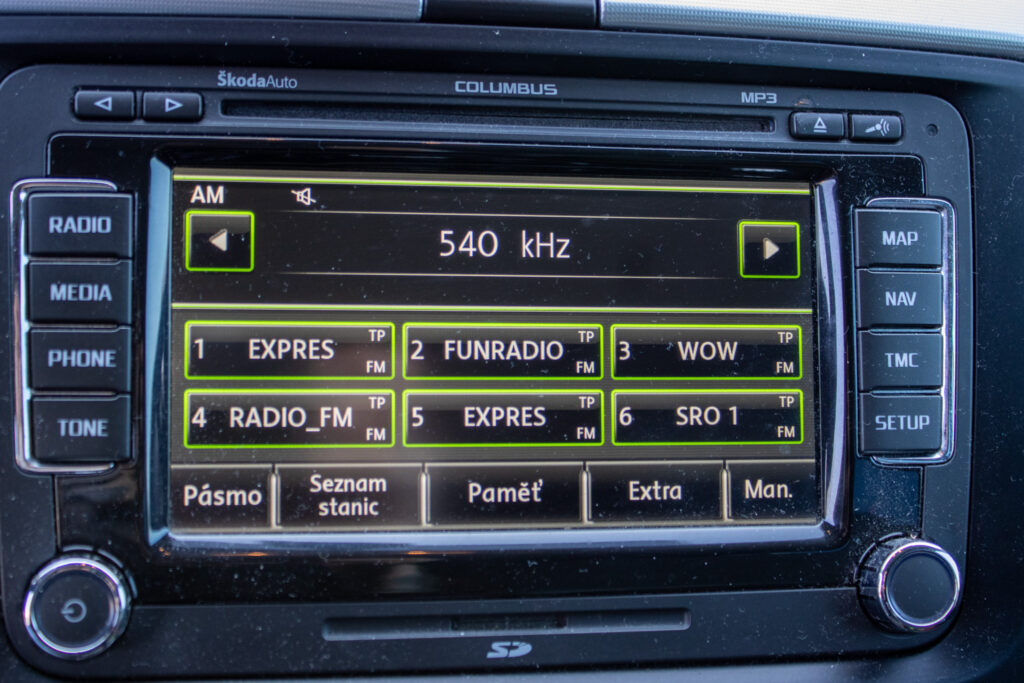 ŠkodaAuto COLUMBUS MP3
RADIO
MEDIA
PHONE
TONE
AM
540 kHz
1 EXPRES TP FM
2 FUNRADIO TP FM
3 WOW TP FM
4 RADIO_FM TP FM
5 EXPRES TP FM
6 SRO 1 TP FM
Pásmo
Seznam
stanic
Paměť
Extra
Man.
MAP
NAV
TMC
SETUP
SD